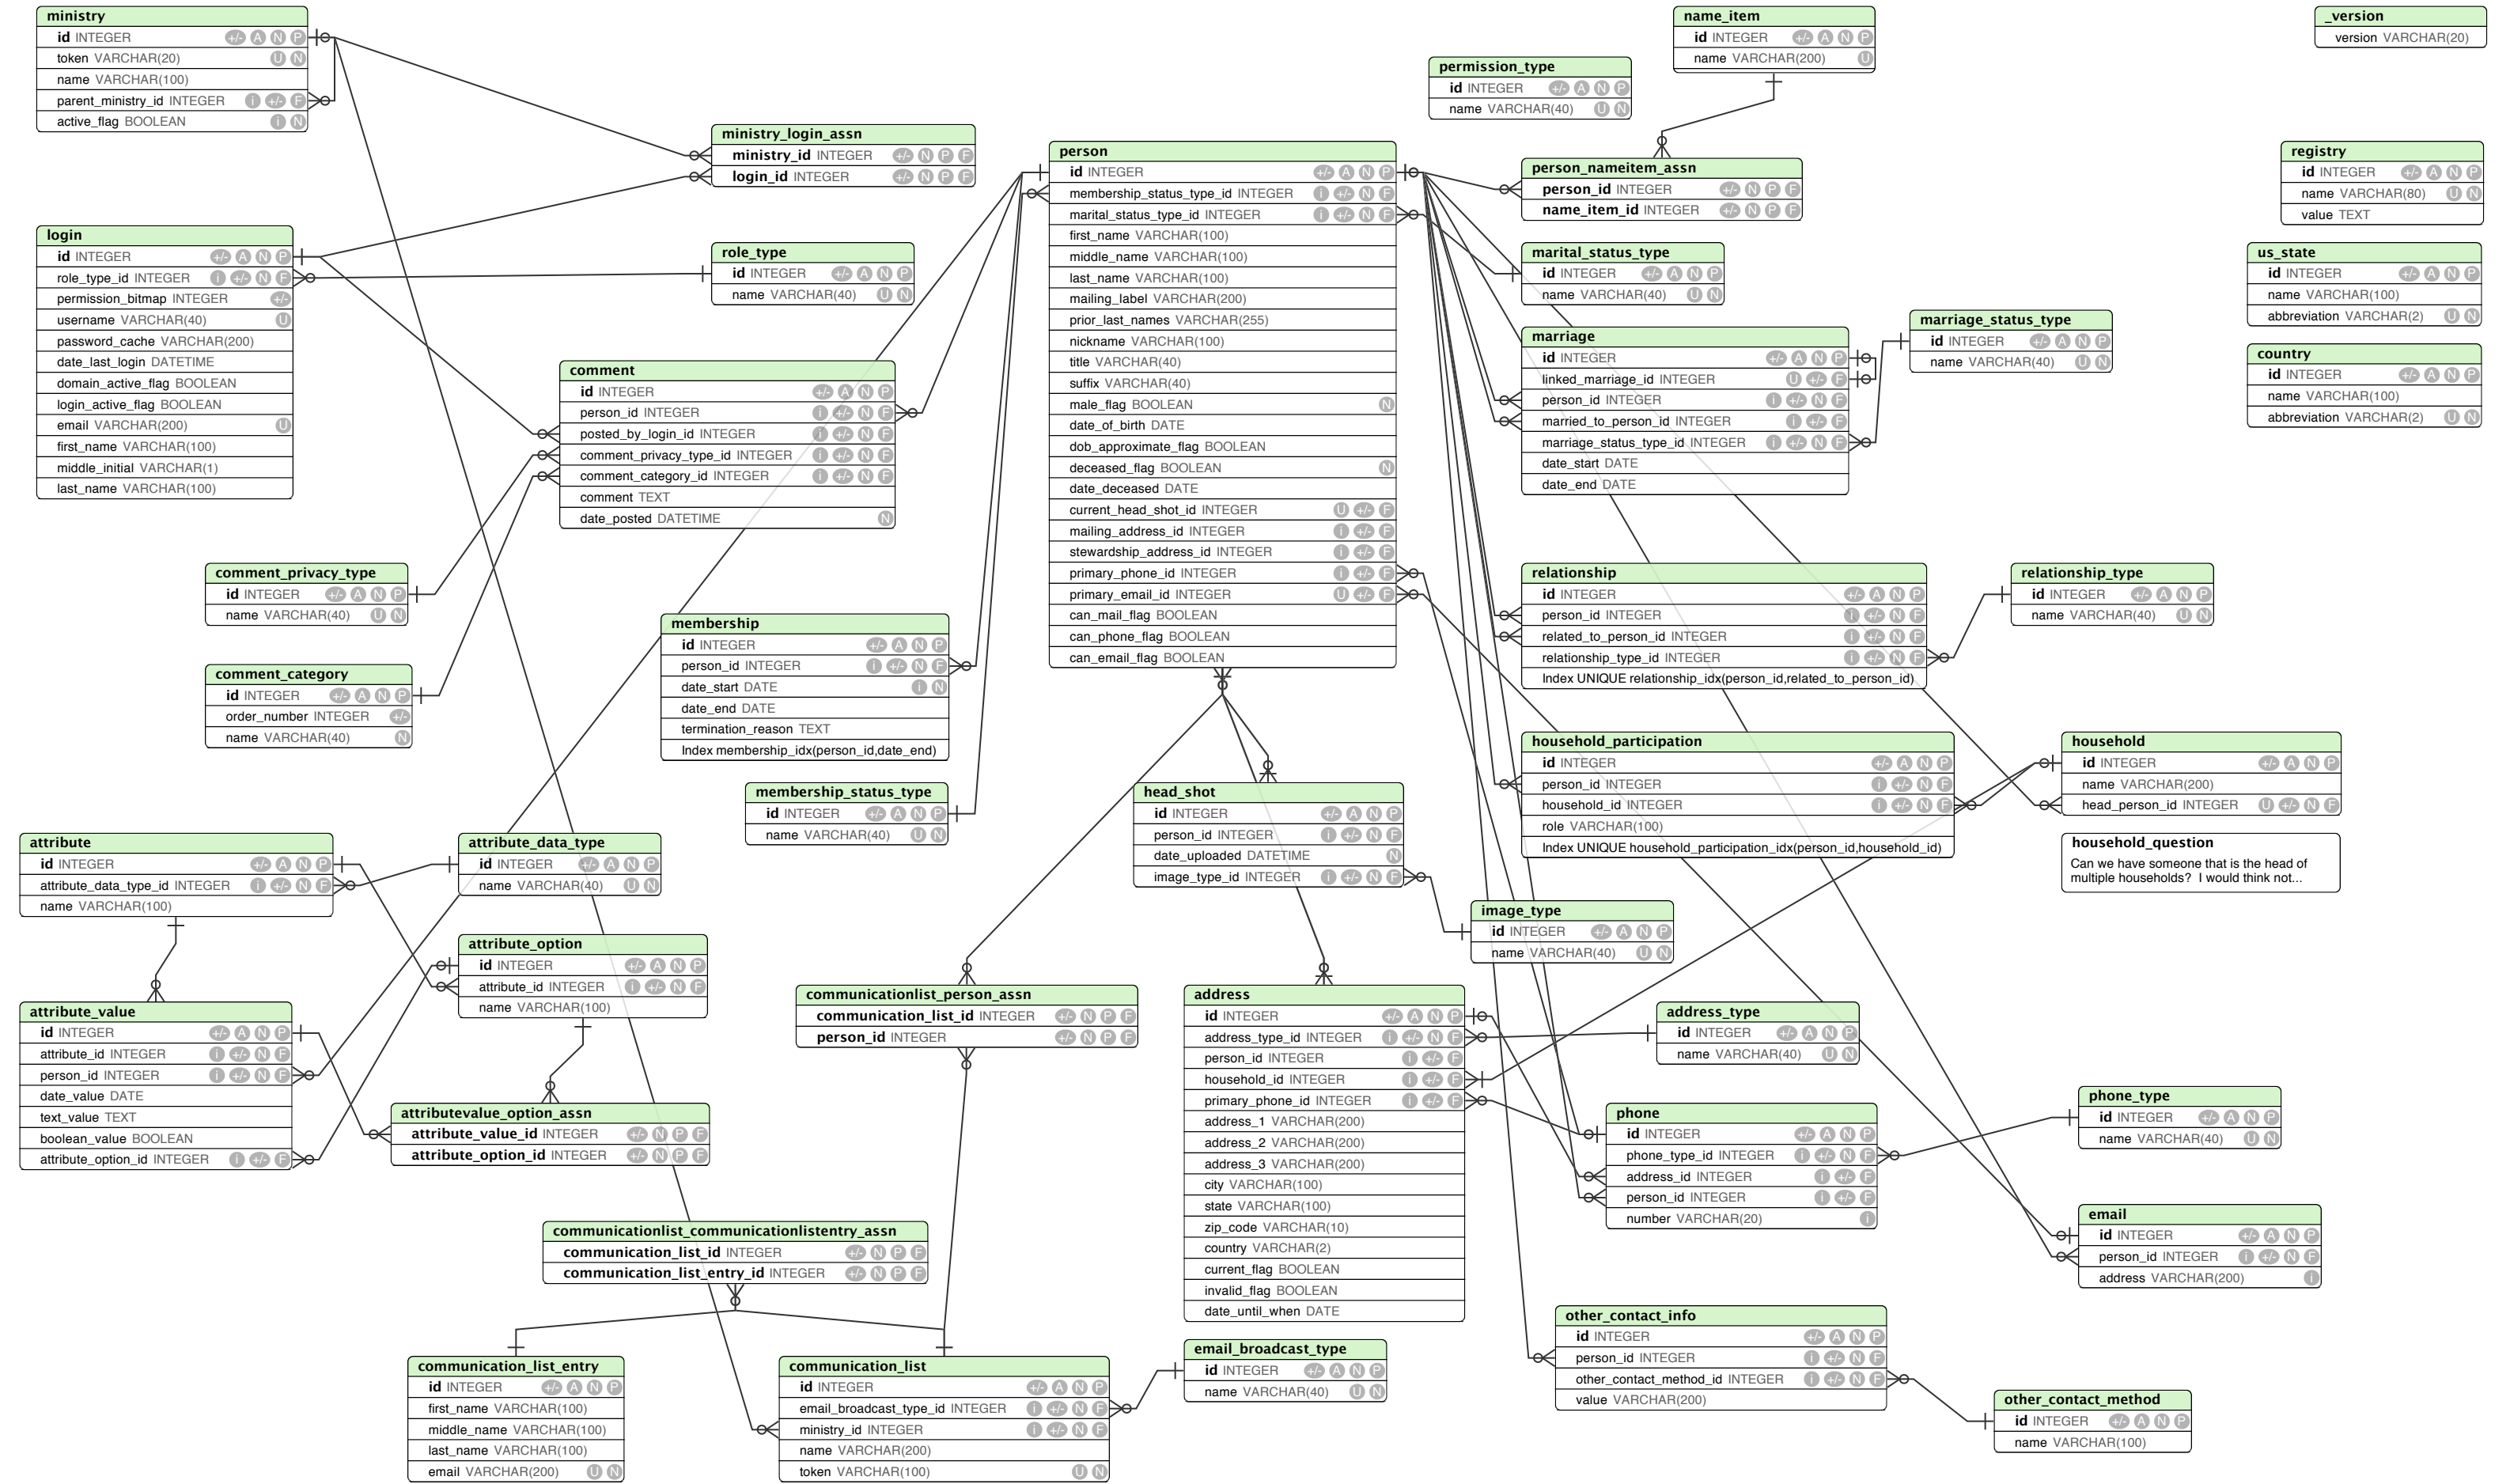 ministry
id INTEGER +/- A N P
token VARCHAR(20) U N
name VARCHAR(100)
parent_ministry_id INTEGER i +/- F
active_flag BOOLEAN i N
name_item
id INTEGER +/- A N P
name VARCHAR(200) U
_version
version VARCHAR(20)
permission_type
id INTEGER +/- A N P
name VARCHAR(40) U N
ministry_login_assn
ministry_id INTEGER +/- N P F
login_id INTEGER +/- N P F
person
id INTEGER +/- A N P
membership_status_type_id INTEGER i +/- N F
marital_status_type_id INTEGER i +/- N F
first_name VARCHAR(100)
middle_name VARCHAR(100)
last_name VARCHAR(100)
mailing_label VARCHAR(200)
prior_last_names VARCHAR(255)
nickname VARCHAR(100)
title VARCHAR(40)
suffix VARCHAR(40)
male_flag BOOLEAN N
date_of_birth DATE
dob_approximate_flag BOOLEAN
deceased_flag BOOLEAN N
date_deceased DATE
current_head_shot_id INTEGER U +/- F
mailing_address_id INTEGER i +/- F
stewardship_address_id INTEGER i +/- F
primary_phone_id INTEGER i +/- F
primary_email_id INTEGER U +/- F
can_mail_flag BOOLEAN
can_phone_flag BOOLEAN
can_email_flag BOOLEAN
person_nameitem_assn
person_id INTEGER +/- N P F
name_item_id INTEGER +/- N P F
registry
id INTEGER +/- A N P
name VARCHAR(80) U N
value TEXT
login
id INTEGER +/- A N P
role_type_id INTEGER i +/- N F
permission_bitmap INTEGER +/-
username VARCHAR(40) U
password_cache VARCHAR(200)
date_last_login DATETIME
domain_active_flag BOOLEAN
login_active_flag BOOLEAN
email VARCHAR(200) U
first_name VARCHAR(100)
middle_initial VARCHAR(1)
last_name VARCHAR(100)
role_type
id INTEGER +/- A N P
name VARCHAR(40) U N
marital_status_type
id INTEGER +/- A N P
name VARCHAR(40) U N
us_state
id INTEGER +/- A N P
name VARCHAR(100)
abbreviation VARCHAR(2) U N
marriage
id INTEGER +/- A N P
linked_marriage_id INTEGER U +/- F
person_id INTEGER i +/- N F
married_to_person_id INTEGER i +/- F
marriage_status_type_id INTEGER i +/- N F
date_start DATE
date_end DATE
marriage_status_type
id INTEGER +/- A N P
name VARCHAR(40) U N
country
id INTEGER +/- A N P
name VARCHAR(100)
abbreviation VARCHAR(2) U N
comment
id INTEGER +/- A N P
person_id INTEGER i +/- N F
posted_by_login_id INTEGER i +/- N F
comment_privacy_type_id INTEGER i +/- N F
comment_category_id INTEGER i +/- N F
comment TEXT
date_posted DATETIME N
comment_privacy_type
id INTEGER +/- A N P
name VARCHAR(40) U N
relationship
id INTEGER +/- A N P
person_id INTEGER i +/- N F
related_to_person_id INTEGER i +/- N F
relationship_type_id INTEGER i +/- N F
Index UNIQUE relationship_idx(person_id,related_to_person_id)
relationship_type
id INTEGER +/- A N P
name VARCHAR(40) U N
membership
id INTEGER +/- A N P
person_id INTEGER i +/- N F
date_start DATE i N
date_end DATE
termination_reason TEXT
Index membership_idx(person_id,date_end)
comment_category
id INTEGER +/- A N P
order_number INTEGER +/-
name VARCHAR(40) N
household_participation
id INTEGER +/- A N P
person_id INTEGER i +/- N F
household_id INTEGER i +/- N F
role VARCHAR(100)
Index UNIQUE household_participation_idx(person_id,household_id)
household
id INTEGER +/- A N P
name VARCHAR(200)
head_person_id INTEGER U +/- N F
household_question
Can we have someone that is the head of
multiple households? I would think not...
membership_status_type
id INTEGER +/- A N P
name VARCHAR(40) U N
head_shot
id INTEGER +/- A N P
person_id INTEGER i +/- N F
date_uploaded DATETIME N
image_type_id INTEGER i +/- N F
attribute
id INTEGER +/- A N P
attribute_data_type_id INTEGER i +/- N F
name VARCHAR(100)
attribute_data_type
id INTEGER +/- A N P
name VARCHAR(40) U N
image_type
id INTEGER +/- A N P
name VARCHAR(40) U N
attribute_option
id INTEGER +/- A N P
attribute_id INTEGER i +/- N F
name VARCHAR(100)
communicationlist_person_assn
communication_list_id INTEGER +/- N P F
person_id INTEGER +/- N P F
address
id INTEGER +/- A N P
address_type_id INTEGER i +/- N F
person_id INTEGER i +/- F
household_id INTEGER i +/- F
primary_phone_id INTEGER i +/- F
address_1 VARCHAR(200)
address_2 VARCHAR(200)
address_3 VARCHAR(200)
city VARCHAR(100)
state VARCHAR(100)
zip_code VARCHAR(10)
country VARCHAR(2)
current_flag BOOLEAN
invalid_flag BOOLEAN
date_until_when DATE
attribute_value
id INTEGER +/- A N P
attribute_id INTEGER i +/- N F
person_id INTEGER i +/- N F
date_value DATE
text_value TEXT
boolean_value BOOLEAN
attribute_option_id INTEGER i +/- F
address_type
id INTEGER +/- A N P
name VARCHAR(40) U N
attributevalue_option_assn
attribute_value_id INTEGER +/- N P F
attribute_option_id INTEGER +/- N P F
phone
id INTEGER +/- A N P
phone_type_id INTEGER i +/- N F
address_id INTEGER i +/- F
person_id INTEGER i +/- F
number VARCHAR(20) i
phone_type
id INTEGER +/- A N P
name VARCHAR(40) U N
email
id INTEGER +/- A N P
person_id INTEGER i +/- N F
address VARCHAR(200) i
communicationlist_communicationlistentry_assn
communication_list_id INTEGER +/- N P F
communication_list_entry_id INTEGER +/- N P F
other_contact_info
id INTEGER +/- A N P
person_id INTEGER i +/- N F
other_contact_method_id INTEGER i +/- N F
value VARCHAR(200)
email_broadcast_type
id INTEGER +/- A N P
name VARCHAR(40) U N
communication_list_entry
id INTEGER +/- A N P
first_name VARCHAR(100)
middle_name VARCHAR(100)
last_name VARCHAR(100)
email VARCHAR(200) U N
communication_list
id INTEGER +/- A N P
email_broadcast_type_id INTEGER i +/- N F
ministry_id INTEGER i +/- N F
name VARCHAR(200)
token VARCHAR(100) U N
other_contact_method
id INTEGER +/- A N P
name VARCHAR(100)